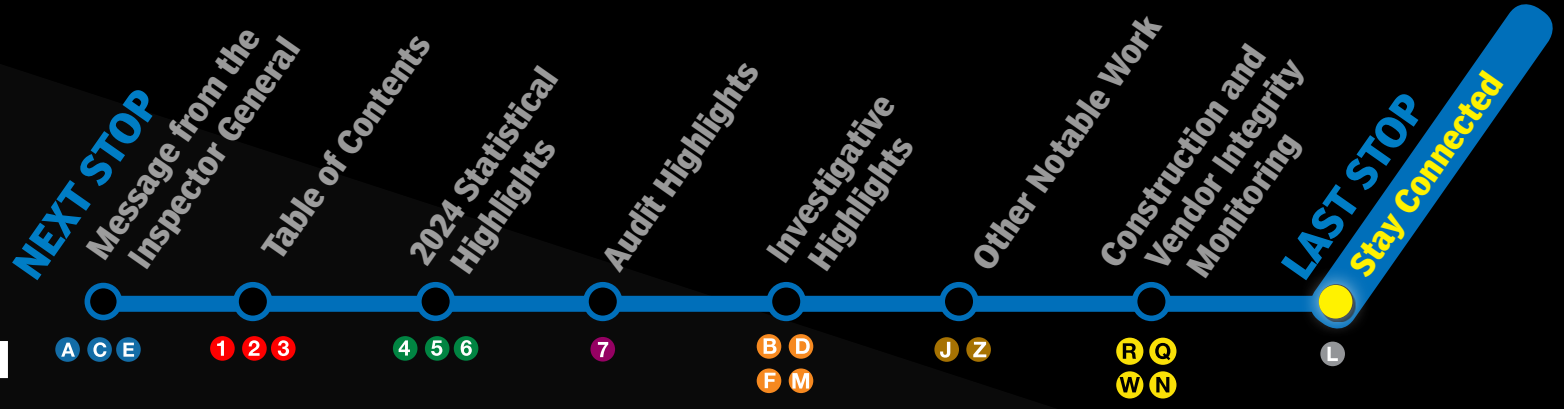 NEXT STOP
Message from the
Inspector General
Table of Contents
2024 Statistical
Highlights
Audit Highlights
Investigative
Highlights
Other Notable Work
Construction and
Vendor Integrity
Monitoring
LAST STOP
Stay Connected
A C E
1 2 3
4 5 6
7
B D
F M
J Z
R Q
W N
L